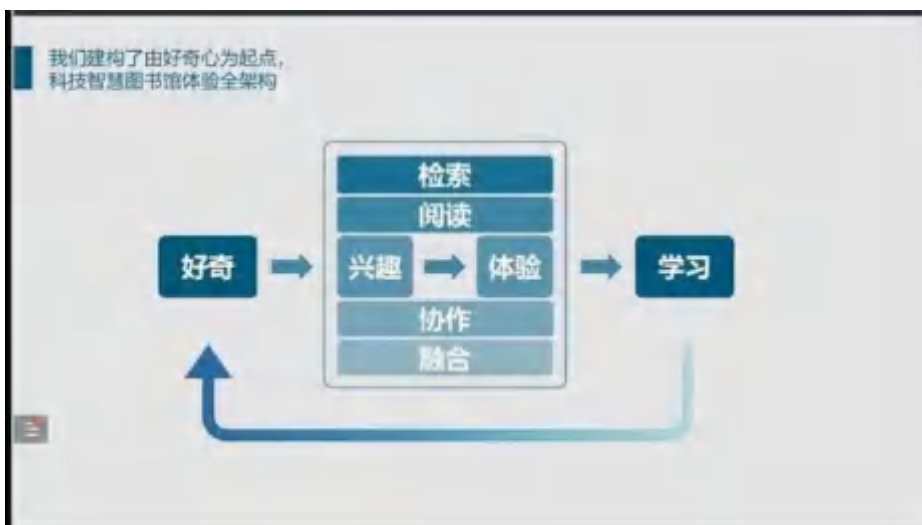 我们建构了由好奇心为起点，
科技智慧图书馆体验全架构
检索
阅读
好奇 兴趣 体验 学习
协作
融合